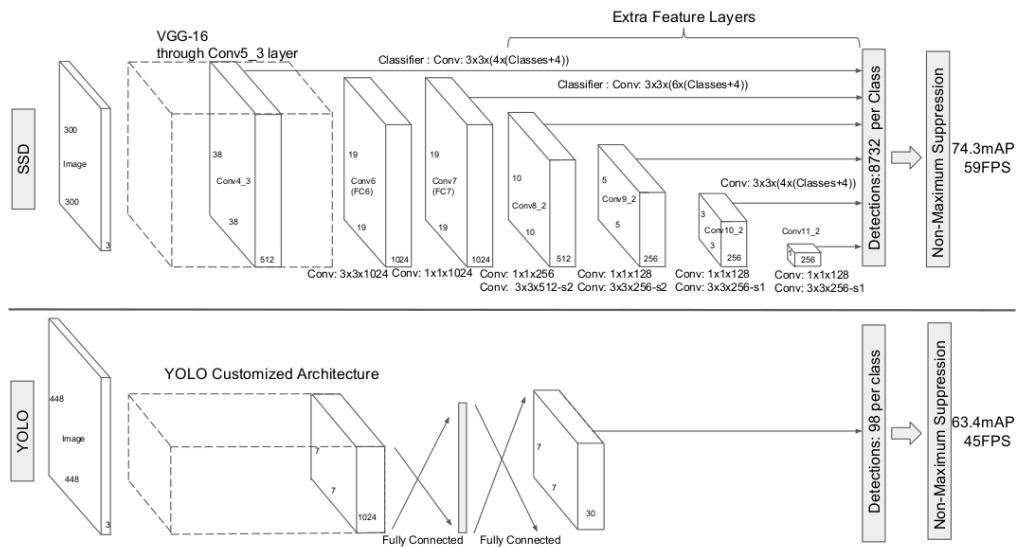 Extra Feature Layers
VGG-16
through Conv5_3 layer
Classifier : Conv: 3x3x(4x(Classes+4))
Classifier : Conv: 3x3x(6x(Classes+4))
SSD
300
Image
300
3
38
Conv4_3
38
512
19
Conv6
(FC6)
19
1024
19
Conv7
(FC7)
19
1024
10
Conv8_2
10
512
5
Conv9_2
5
256
Conv: 3x3x(4x(Classes+4))
3
Conv10_2
3
256
Conv11_2
1
256
Detections:8732 per Class
Non-Maximum Suppression
74.3mAP
59FPS
Conv: 3x3x1024
Conv: 1x1x1024
Conv: 1x1x256
Conv: 3x3x512-s2
Conv: 1x1x128
Conv: 3x3x256-s2
Conv: 1x1x128
Conv: 3x3x256-s1
Conv: 1x1x128
Conv: 3x3x256-s1
YOLO
448
Image
448
3
YOLO Customized Architecture
7
7
1024
Fully Connected
Fully Connected
7
7
30
Detections: 98 per class
Non-Maximum Suppression
63.4mAP
45FPS